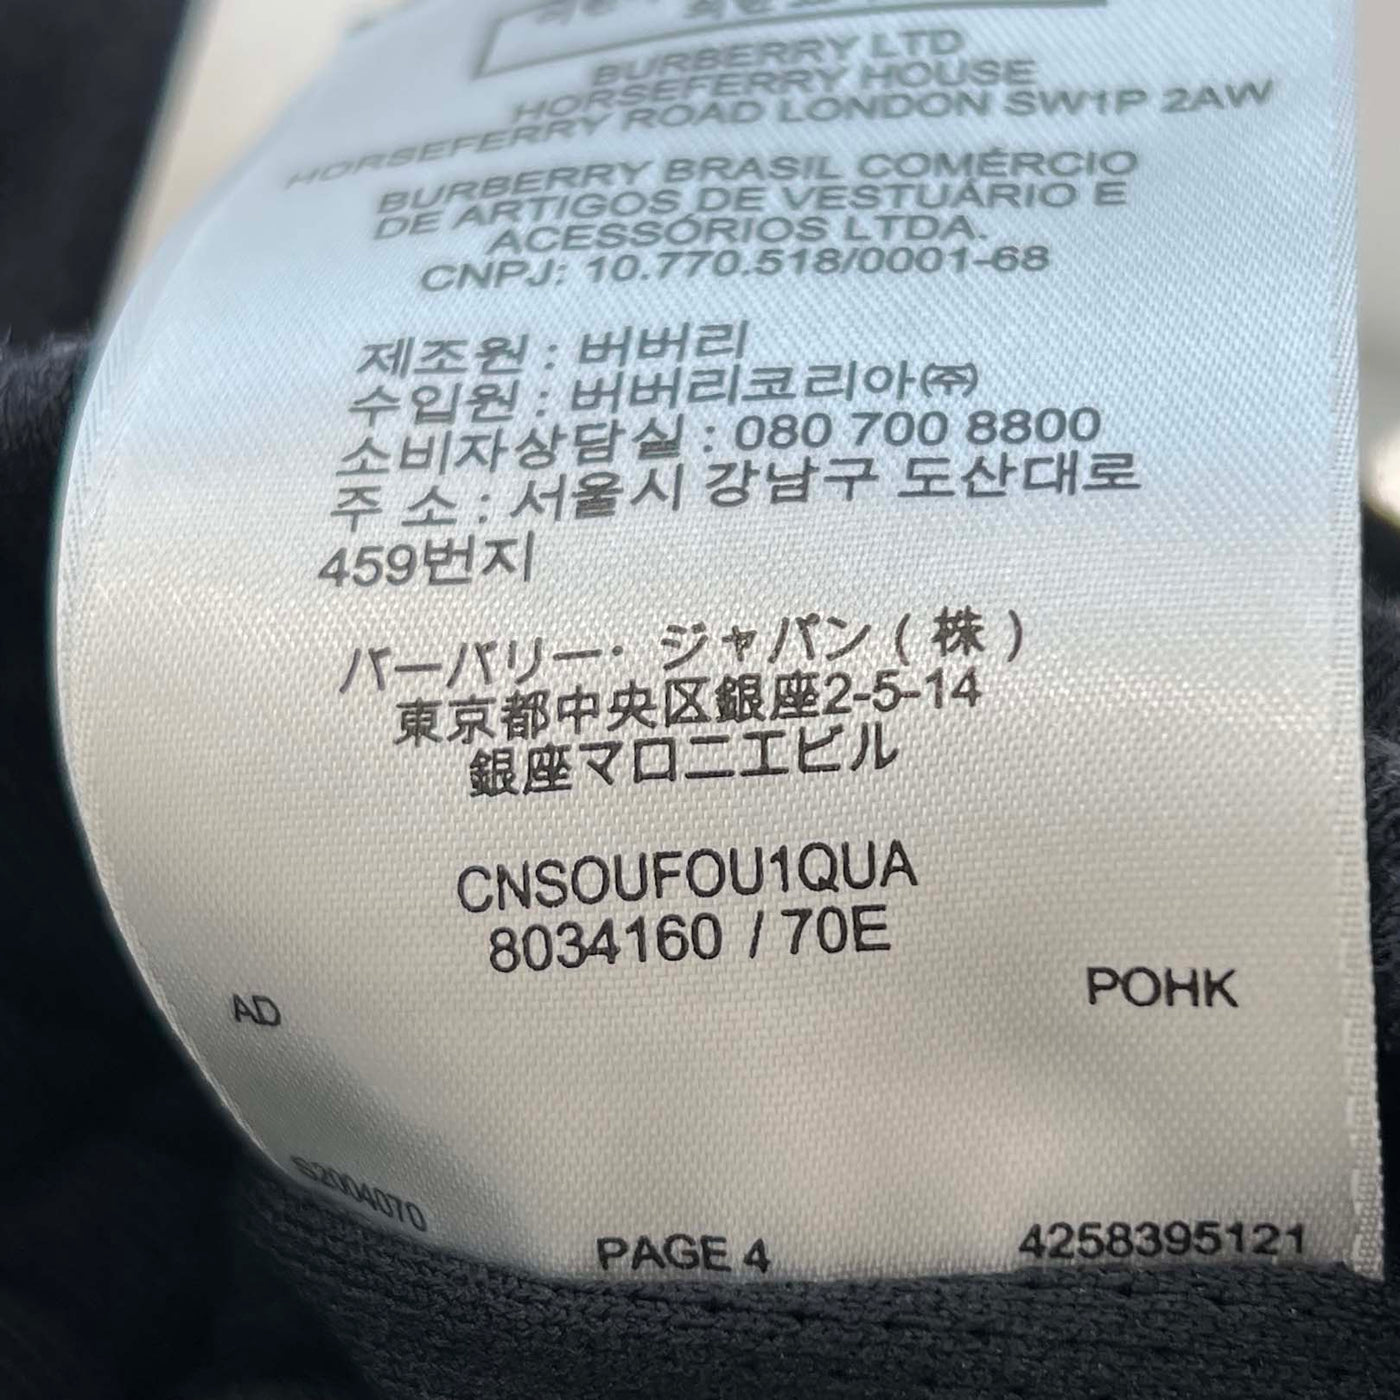 BURBERRY LTD
HORSEFERRY HOUSE
HORSEFERRY ROAD LONDON SW1P 2AW
BURBERRY BRASIL COMÉRCIO
DE ARTIGOS DE VESTUÁRIO E
ACESSÓRIOS LTDA.
CNPJ: 10.770.518/0001-68
제조원 : 버버리
수입원 : 버버리코리아㈜
소비자상담실 : 080 700 8800
주 소 : 서울시 강남구 도산대로
459번지
バーバリー・ジャパン ( 株 )
東京都中央区銀座2-5-14
銀座マロニエビル
CNSOUFOU1QUA
8034160 / 70E
AD
POHK
S2004070
PAGE 4
4258395121